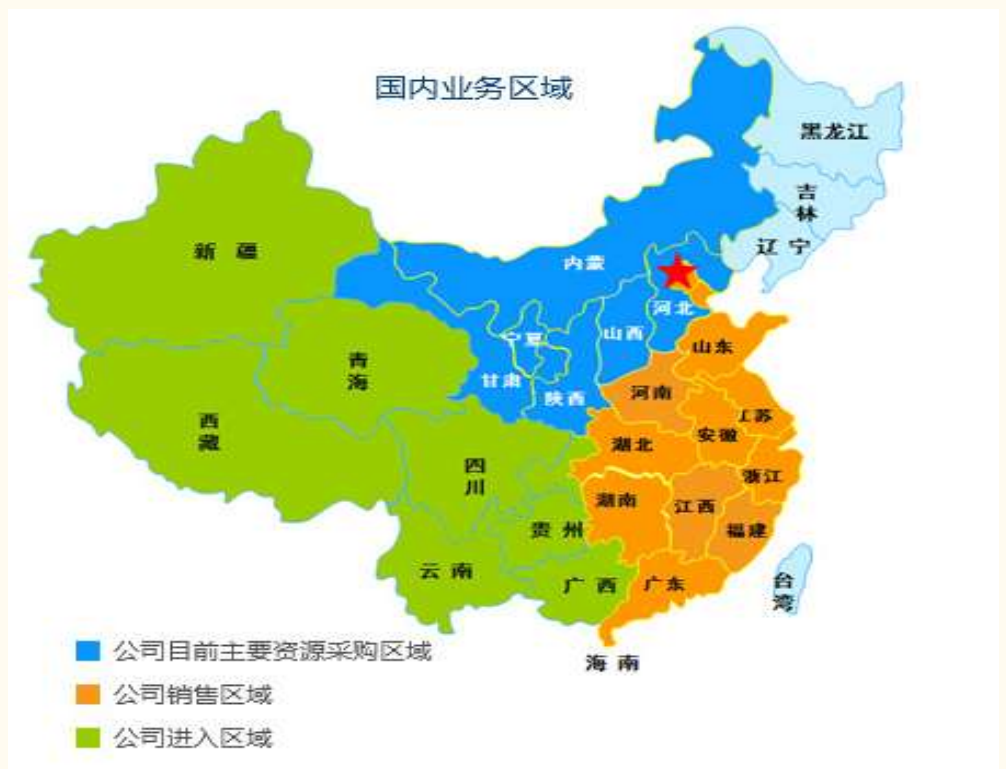 国内业务区域
黑龙江
吉林
辽宁
新疆
内蒙
河北
山西
宁夏
山东
青海
甘肃
陕西
河南
江苏
西藏
安徽
湖北
四川
浙江
湖南
江西
贵州
福建
云南
广西
广东
台湾
海南
公司目前主要资源采购区域
公司销售区域
公司进入区域